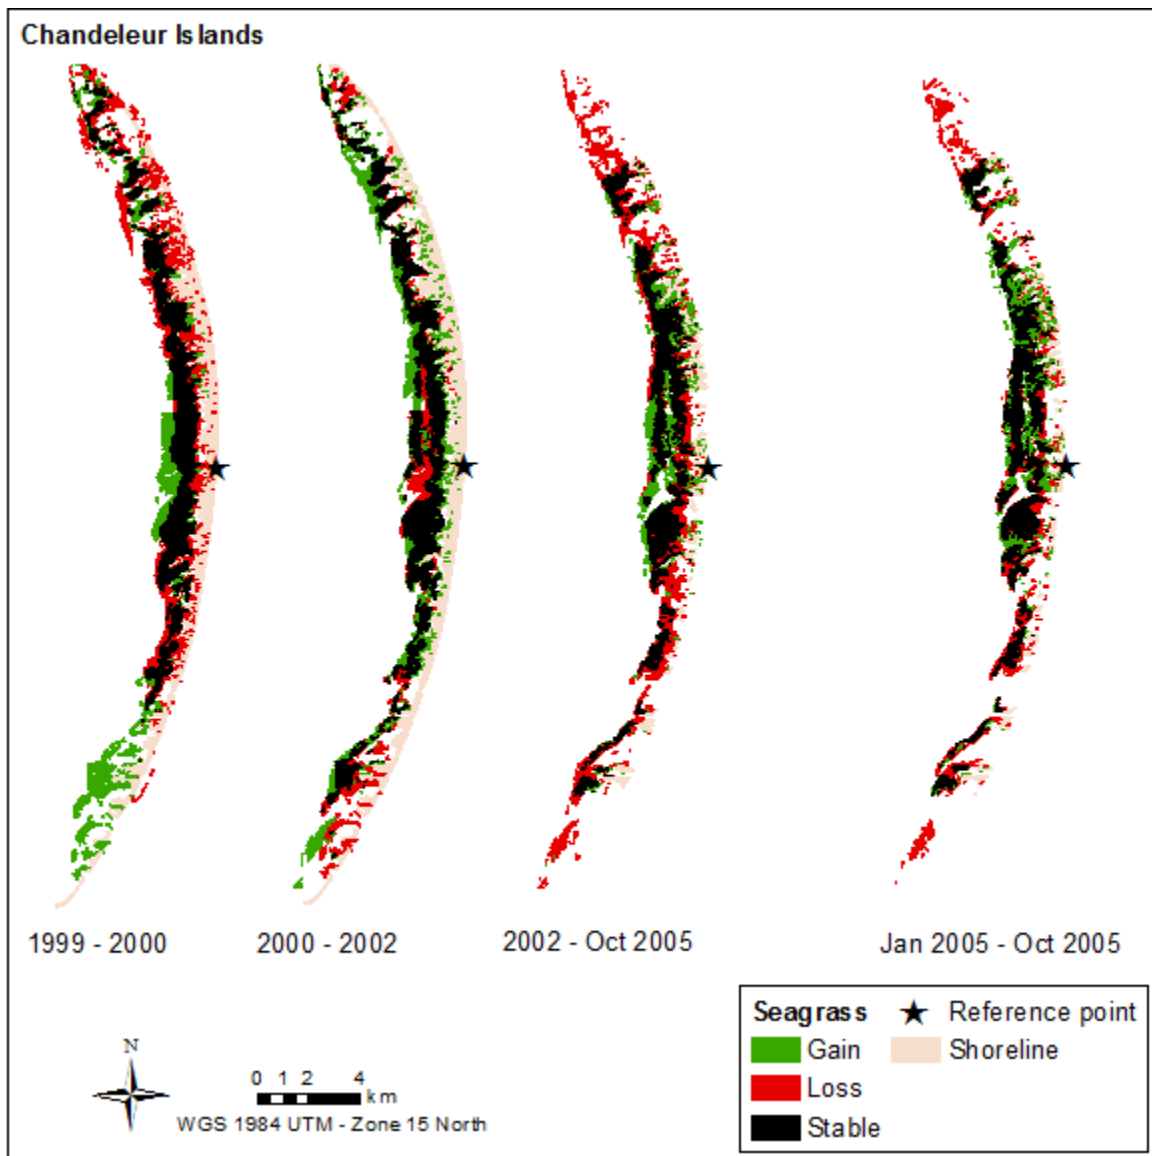 Chandeleur Islands
1999 - 2000
2000 - 2002
2002 - Oct 2005
Jan 2005 - Oct 2005
N
0 1 2 4
km
WGS 1984 UTM - Zone 15 North
Seagrass
Reference point
Gain
Shoreline
Loss
Stable